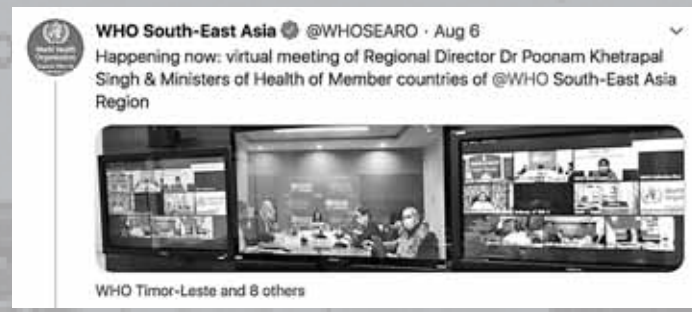 WHO South-East Asia @WHOSEARO · Aug 6
Happening now: virtual meeting of Regional Director Dr Poonam Khetrapal
Singh & Ministers of Health of Member countries of @WHO South-East Asia
Region
WHO Timor-Leste and 8 others